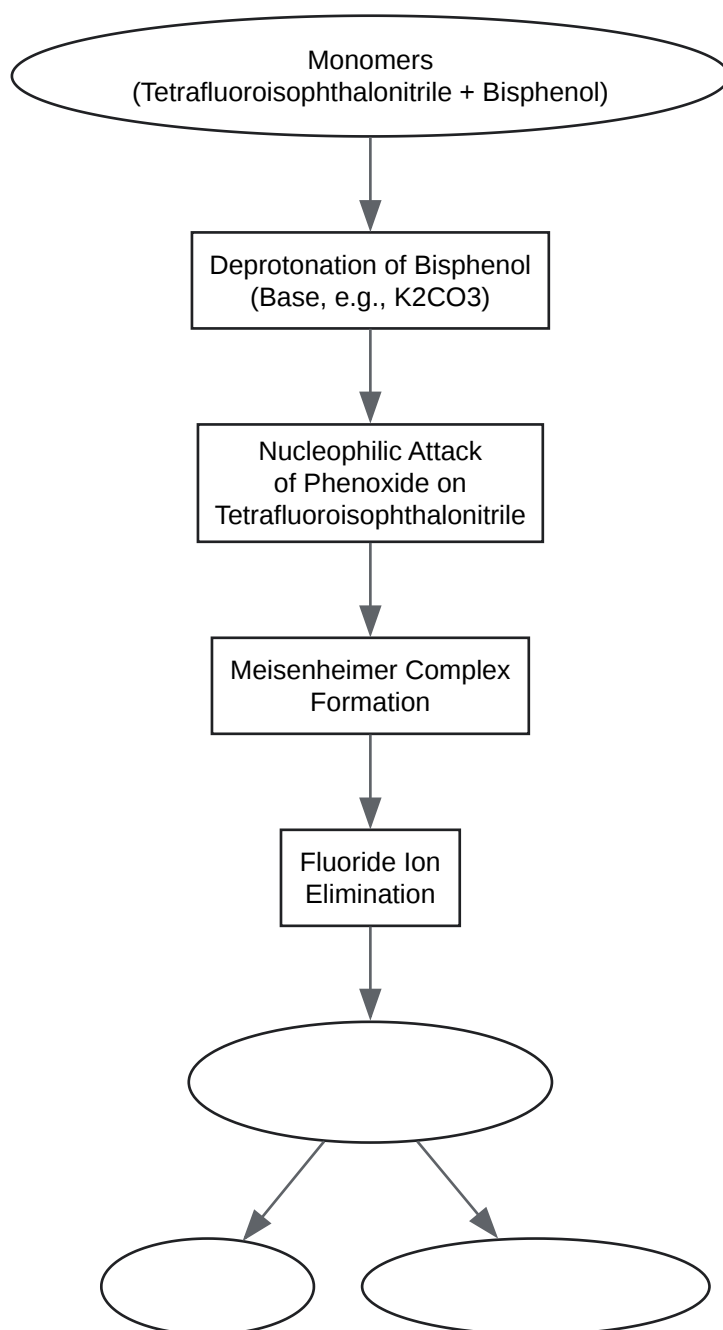 Monomers
(Tetrafluoroisophthalonitrile + Bisphenol)
Deprotonation of Bisphenol
(Base, e.g., K2CO3)
Nucleophilic Attack
of Phenoxide on
Tetrafluoroisophthalonitrile
Meisenheimer Complex
Formation
Fluoride Ion
Elimination